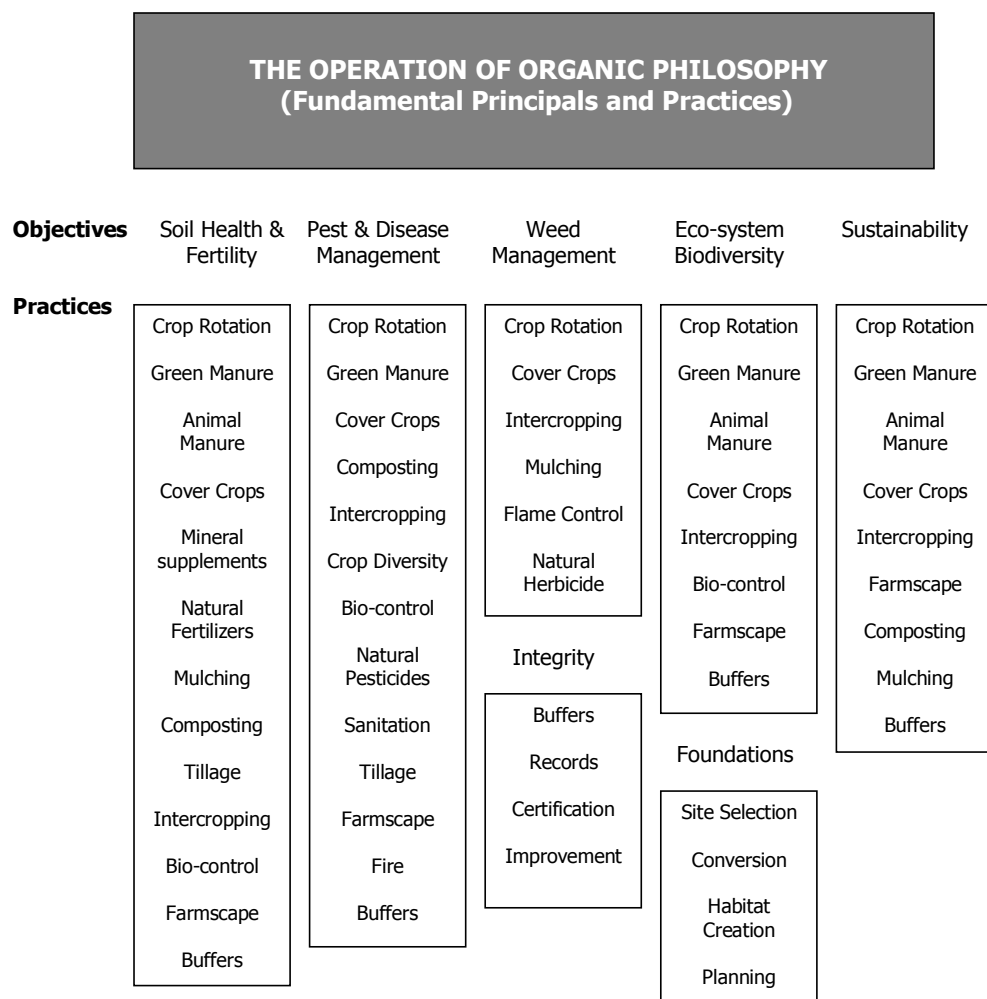 THE OPERATION OF ORGANIC PHILOSOPHY
(Fundamental Principals and Practices)
Objectives
Soil Health &
Fertility
Pest & Disease
Management
Weed
Management
Eco-system
Biodiversity
Sustainability
Practices
Crop Rotation
Green Manure
Animal
Manure
Cover Crops
Mineral
supplements
Natural
Fertilizers
Mulching
Composting
Tillage
Intercropping
Bio-control
Farmscape
Buffers
Crop Rotation
Green Manure
Cover Crops
Composting
Intercropping
Crop Diversity
Bio-control
Natural
Pesticides
Sanitation
Tillage
Farmscape
Fire
Buffers
Crop Rotation
Cover Crops
Intercropping
Mulching
Flame Control
Natural
Herbicide
Integrity
Buffers
Records
Certification
Improvement
Crop Rotation
Green Manure
Animal
Manure
Cover Crops
Intercropping
Bio-control
Farmscape
Buffers
Foundations
Site Selection
Conversion
Habitat
Creation
Planning
Crop Rotation
Green Manure
Animal
Manure
Cover Crops
Intercropping
Farmscape
Composting
Mulching
Buffers